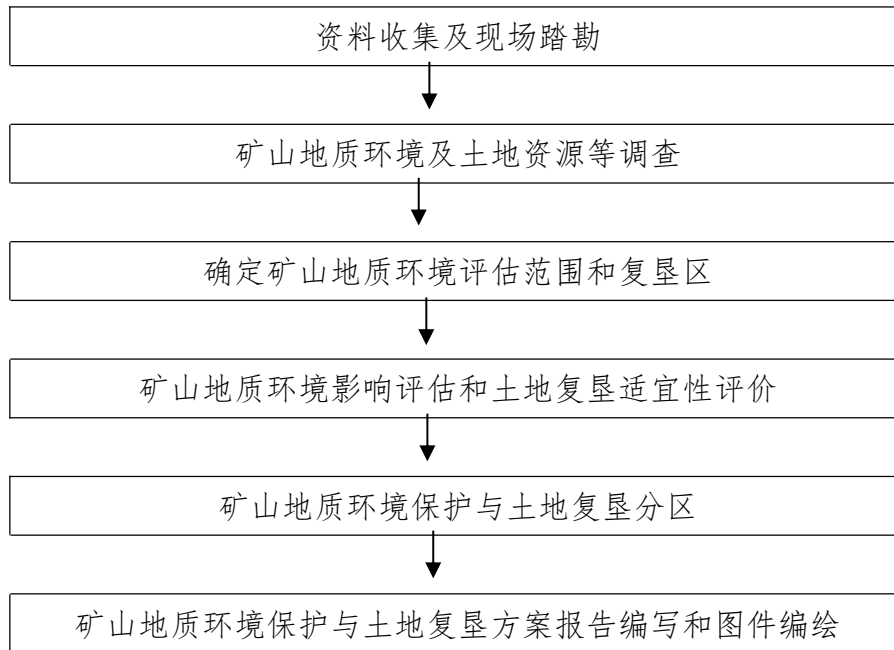 资料收集及现场踏勘
矿山地质环境及土地资源等调查
确定矿山地质环境评估范围和复垦区
矿山地质环境影响评估和土地复垦适宜性评价
矿山地质环境保护与土地复垦分区
矿山地质环境保护与土地复垦方案报告编写和图件编绘